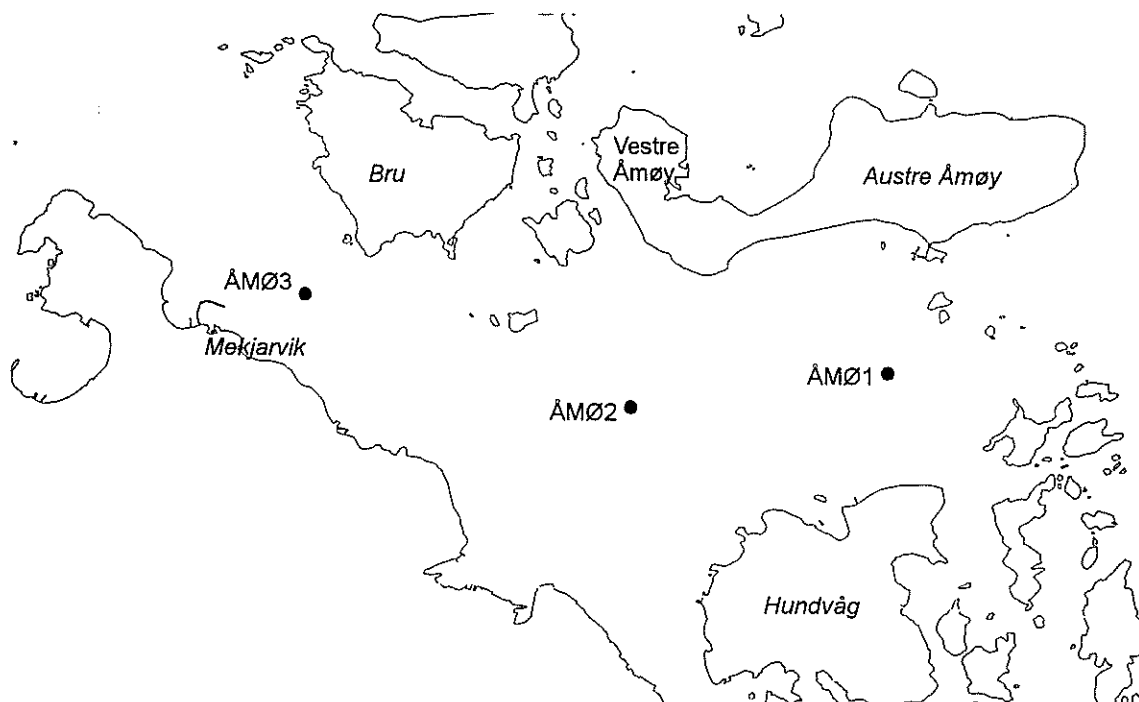 Vestre
Åmøy
Bru
Austre Åmøy
ÅMØ3
Mekjarvik
ÅMØ1
ÅMØ2
Hundvåg